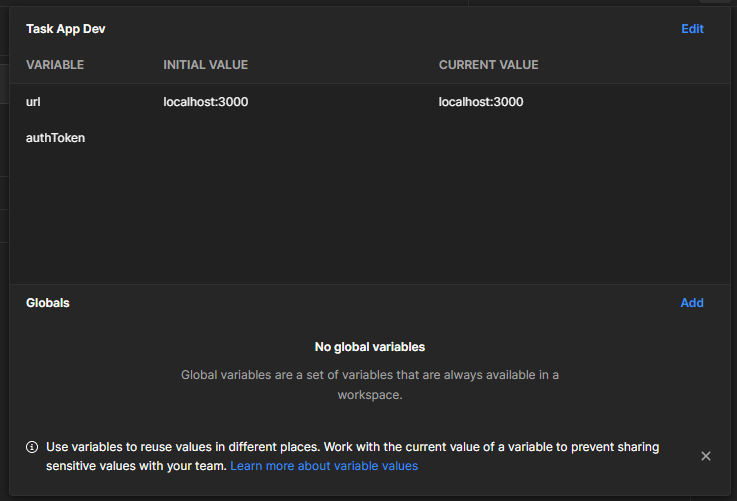 Task App Dev Edit
VARIABLE INITIAL VALUE CURRENT VALUE
url localhost:3000 localhost:3000
authToken
Globals Add
No global variables
Global variables are a set of variables that are always available in a
workspace.
Use variables to reuse values in different places. Work with the current value of a variable to prevent sharing
sensitive values with your team. Learn more about variable values